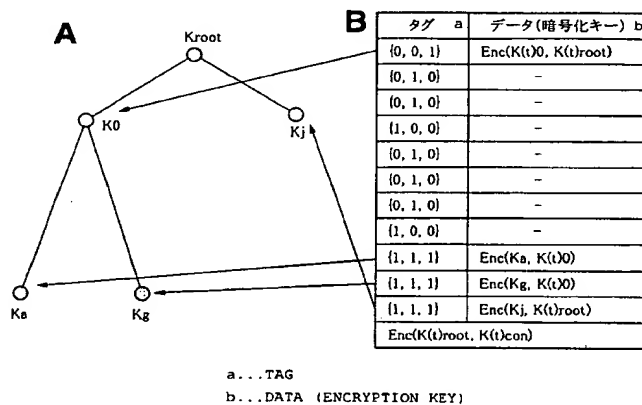 A
Kroot
K0
Kj
Ka
Kg
B
タグ a データ(暗号化キー) b
{0, 0, 1} Enc(K(t)0, K(t)root)
{0, 1, 0} －
{0, 1, 0} －
{1, 0, 0} －
{0, 1, 0} －
{0, 1, 0} －
{0, 1, 0} －
{1, 0, 0} －
{1, 1, 1} Enc(Ka, K(t)0)
{1, 1, 1} Enc(Kg, K(t)0)
{1, 1, 1} Enc(Kj, K(t)root)
Enc(K(t)root, K(t)con)
a...TAG
b...DATA (ENCRYPTION KEY)